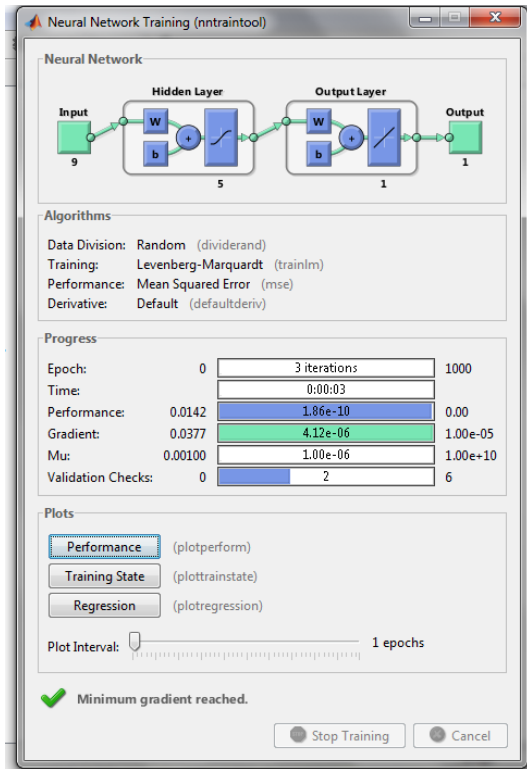 Neural Network Training (nntraintool)
Neural Network
Hidden Layer
Output Layer
Input
Output
W
W
+
+
b
b
9
5
1
1
Algorithms
Data Division: Random (dividerand)
Training: Levenberg-Marquardt (trainlm)
Performance: Mean Squared Error (mse)
Derivative: Default (defaultderiv)
Progress
Epoch: 0 3 iterations 1000
Time: 0:00:03
Performance: 0.0142 1.86e-10 0.00
Gradient: 0.0377 4.12e-06 1.00e-05
Mu: 0.00100 1.00e-06 1.00e+10
Validation Checks: 0 2 6
Plots
Performance (plotperform)
Training State (plottrainstate)
Regression (plotregression)
Plot Interval: 1 epochs
Minimum gradient reached.
Stop Training Cancel